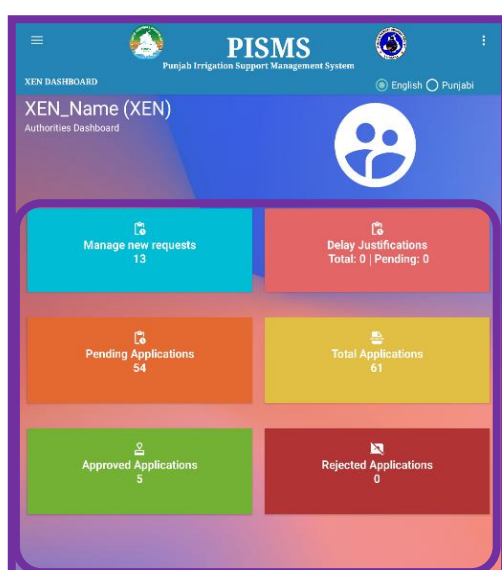 PISMS
Punjab Irrigation Support Management System
XEN DASHBOARD
English Punjabi
XEN_Name (XEN)
Authorities Dashboard
Manage new requests
13
Delay Justifications
Total: 0 | Pending: 0
Pending Applications
54
Total Applications
61
Approved Applications
5
Rejected Applications
0